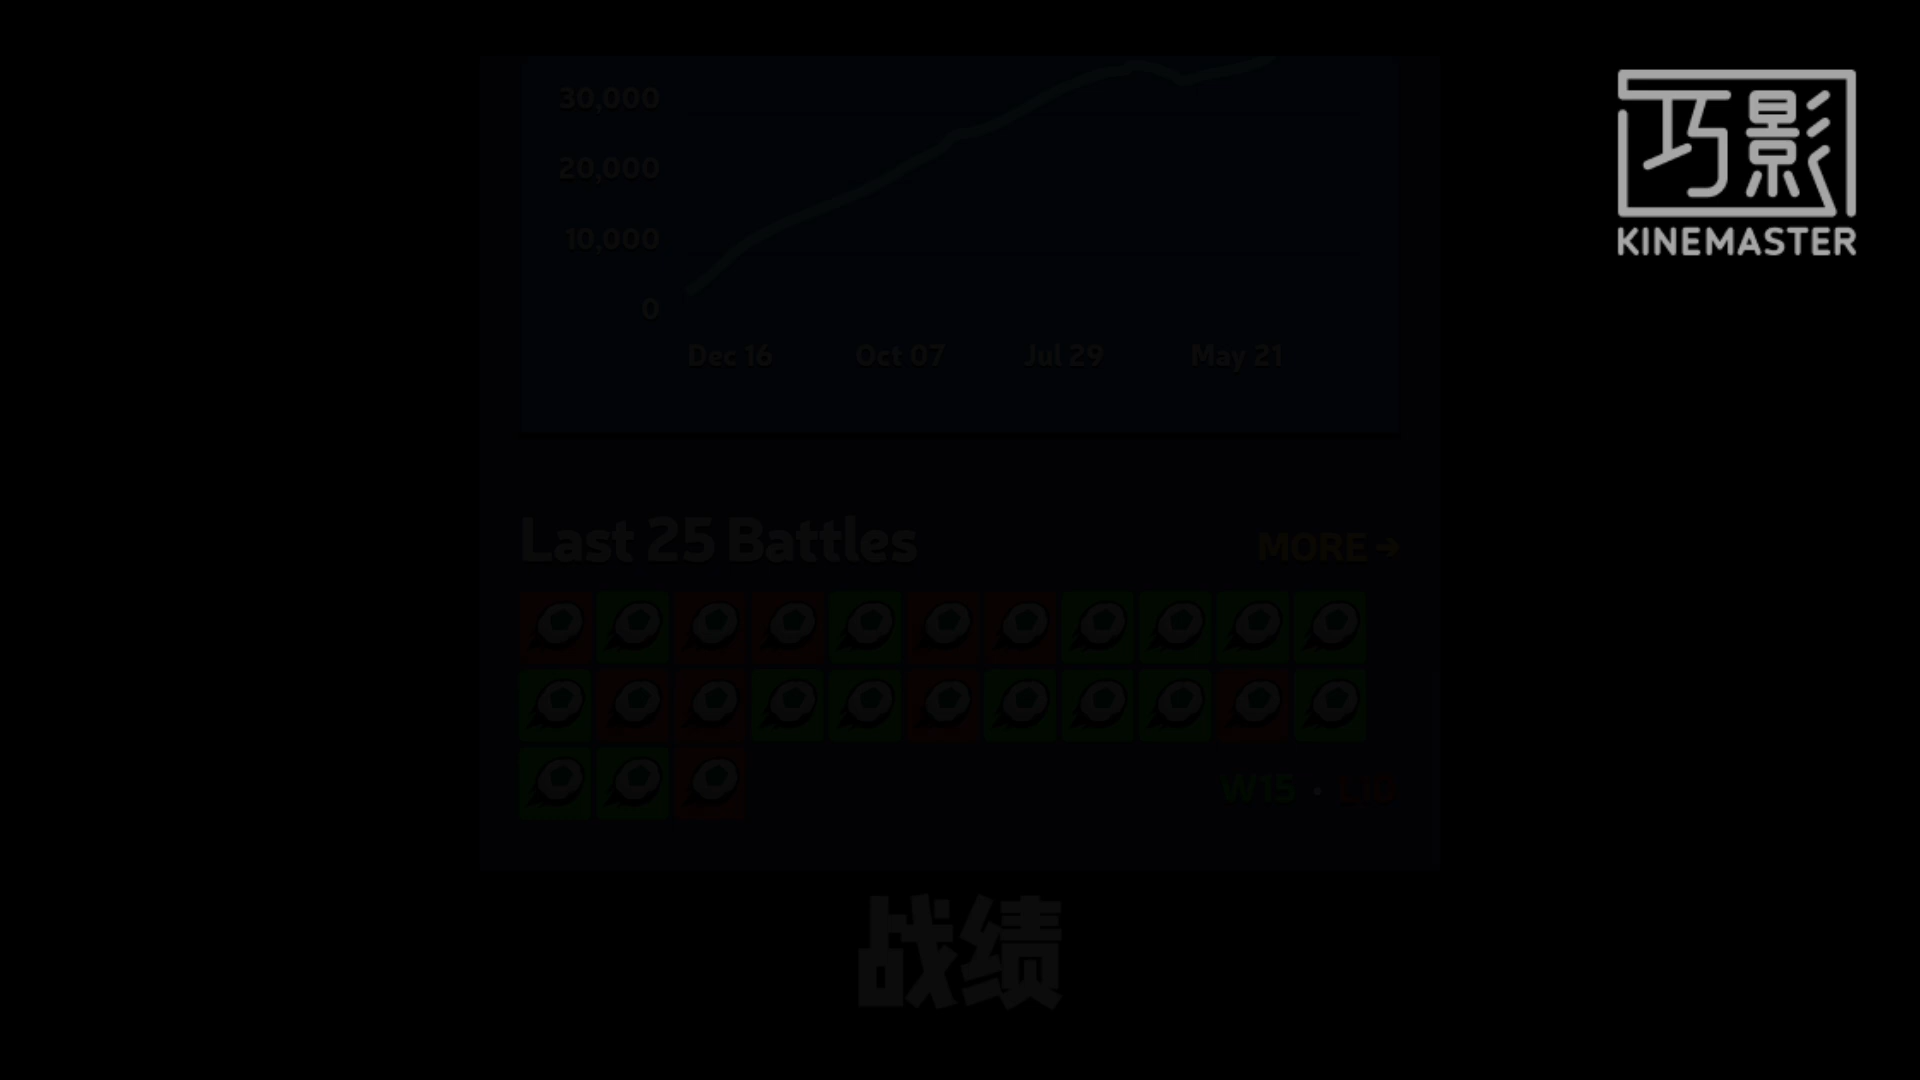 30,000
20,000
10,000
0
Dec 16 Oct 07 Jul 29 May 21
Last 25 Battles
MORE →
W15 · L10
战绩
巧影
KINEMASTER